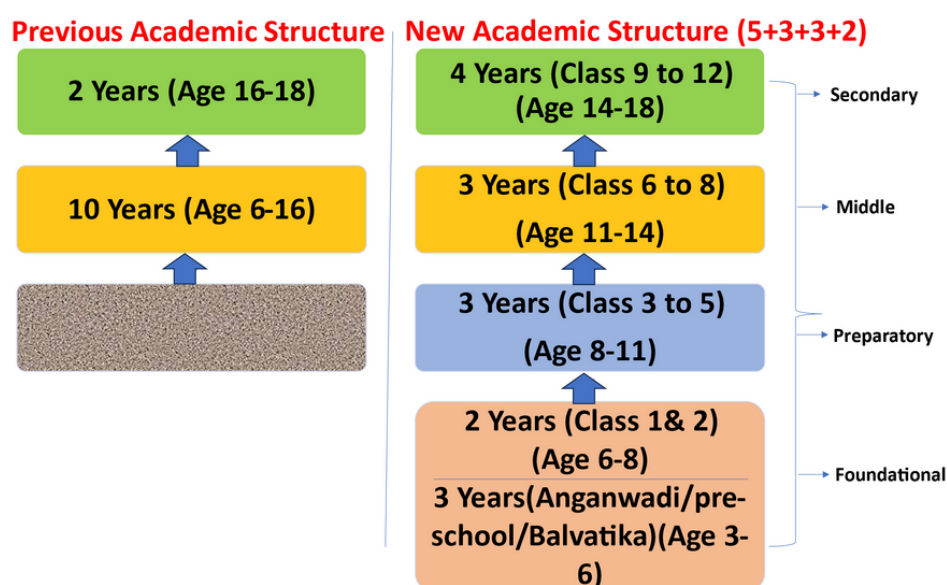 Previous Academic Structure
2 Years (Age 16-18)
10 Years (Age 6-16)
New Academic Structure (5+3+3+2)
4 Years (Class 9 to 12)
(Age 14-18)
3 Years (Class 6 to 8)
(Age 11-14)
3 Years (Class 3 to 5)
(Age 8-11)
2 Years (Class 1& 2)
(Age 6-8)
3 Years(Anganwadi/pre-
school/Balvatika)(Age 3-
6)
Secondary
Middle
Preparatory
Foundational